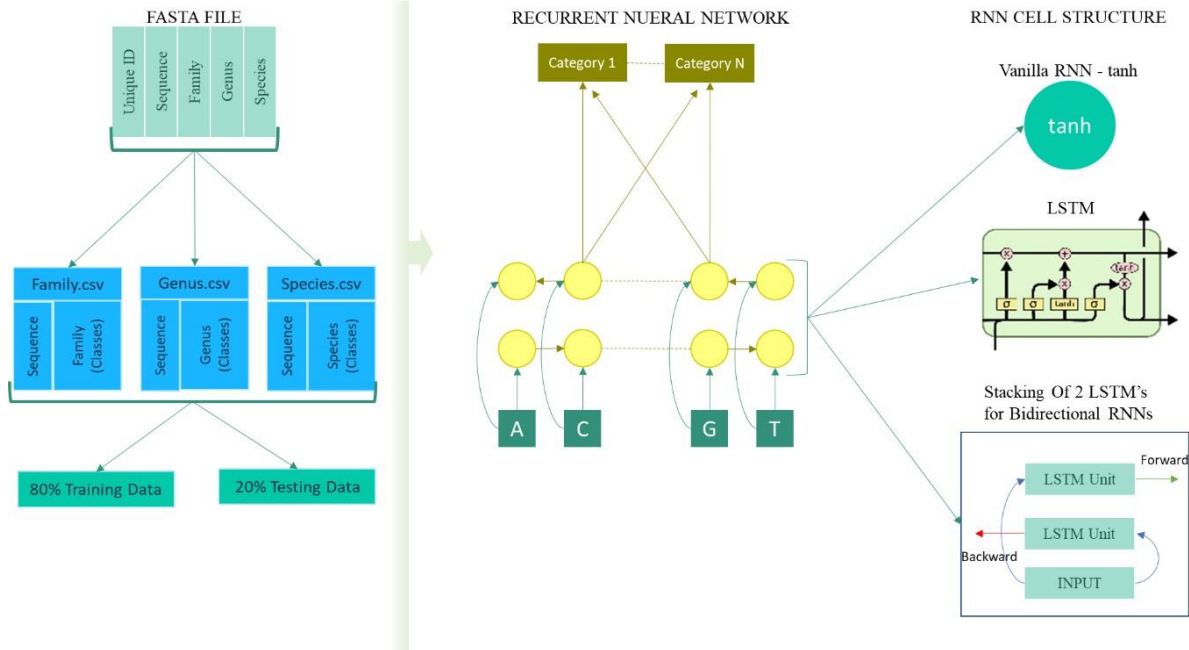 FASTA FILE
Unique ID
Sequence
Family
Genus
Species
Family.csv
Sequence
Family
(Classes)
Genus.csv
Sequence
Genus
(Classes)
Species.csv
Sequence
Species
(Classes)
80% Training Data
20% Testing Data
RECURRENT NUERAL NETWORK
Category 1
Category N
A
C
G
T
RNN CELL STRUCTURE
Vanilla RNN - tanh
tanh
LSTM
x
+
tanh
x
x
σ
σ
tanh
σ
Stacking Of 2 LSTM's
for Bidirectional RNNs
Forward
LSTM Unit
LSTM Unit
Backward
INPUT